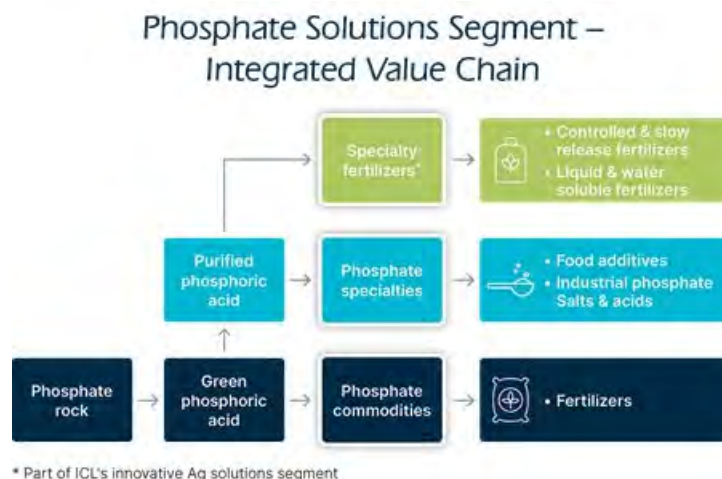 Phosphate Solutions Segment –
Integrated Value Chain
Specialty
fertilizers*
• Controlled & slow
release fertilizers
• Liquid & water
soluble fertilizers
Purified
phosphoric
acid
Phosphate
specialties
• Food additives
• Industrial phosphate
Salts & acids
Phosphate
rock
Green
phosphoric
acid
Phosphate
commodities
• Fertilizers
* Part of ICL's innovative Ag solutions segment